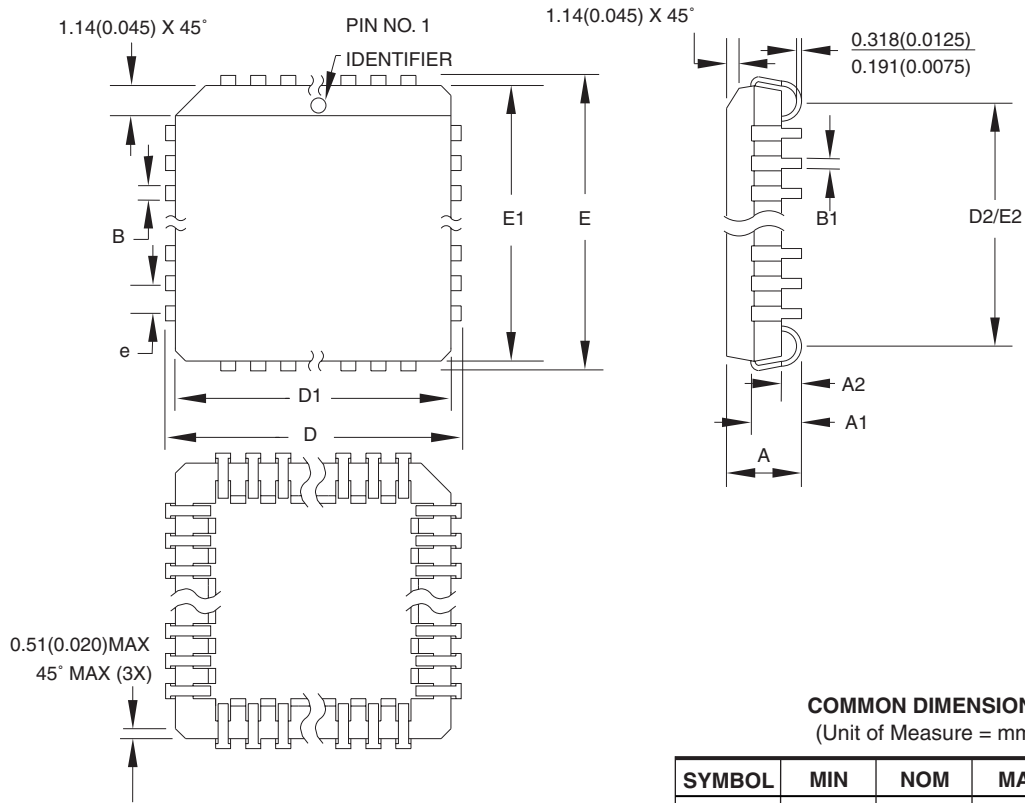 1.14(0.045) X 45˚
PIN NO. 1
IDENTIFIER
1.14(0.045) X 45˚
0.318(0.0125)
0.191(0.0075)
B
e
E1
E
B1
D2/E2
D1
D
A2
A1
A
0.51(0.020)MAX
45˚ MAX (3X)
COMMON DIMENSION
(Unit of Measure = mm
SYMBOL MIN NOM MA